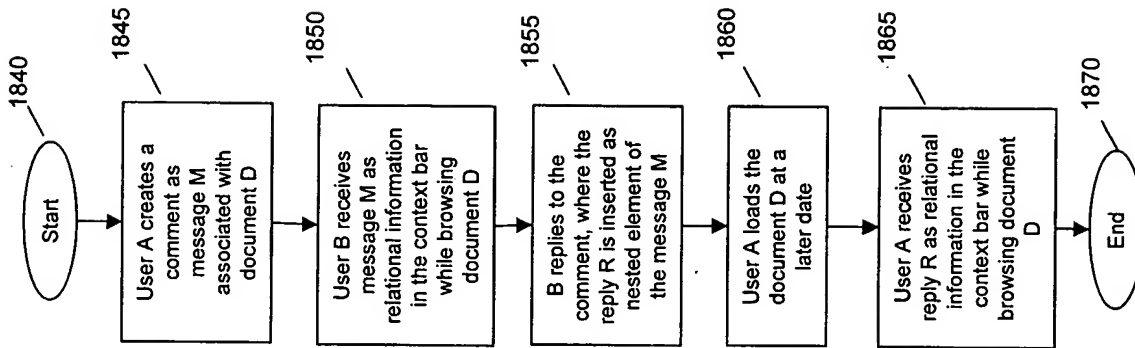 1840
Start
1845
User A creates a
comment as
message M
associated with
document D
1850
User B receives
message M as
relational information
in the context bar
while browsing
document D
1855
B replies to the
comment, where the
reply R is inserted as
nested element of
the message M
1860
User A loads the
document D at a
later date
1865
User A receives
reply R as relational
information in the
context bar while
browsing document
D
1870
End